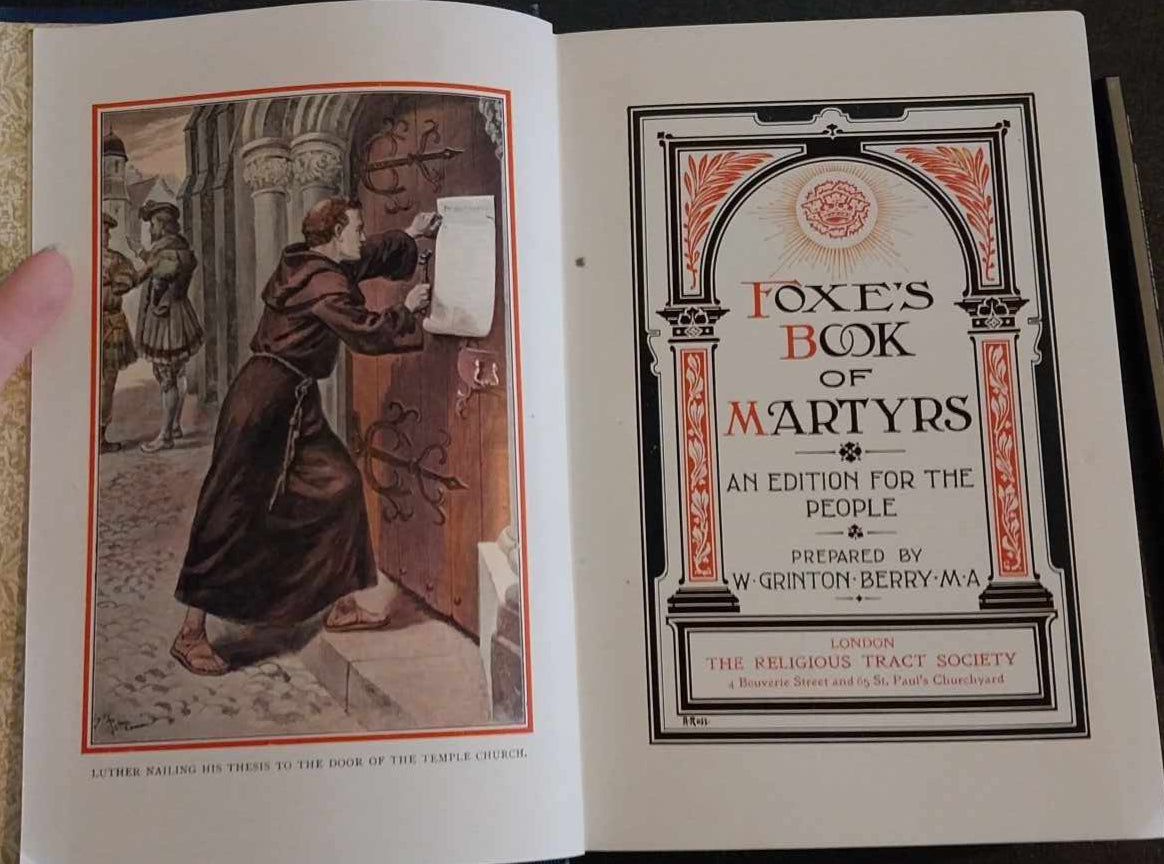 LUTHER NAILING HIS THESIS TO THE DOOR OF THE TEMPLE CHURCH.
FOXE'S
BOOK
OF
MARTYRS
AN EDITION FOR THE
PEOPLE
PREPARED BY
W·GRINTON·BERRY·M·A
LONDON
THE RELIGIOUS TRACT SOCIETY
4 Bouverie Street and 65 St. Paul's Churchyard